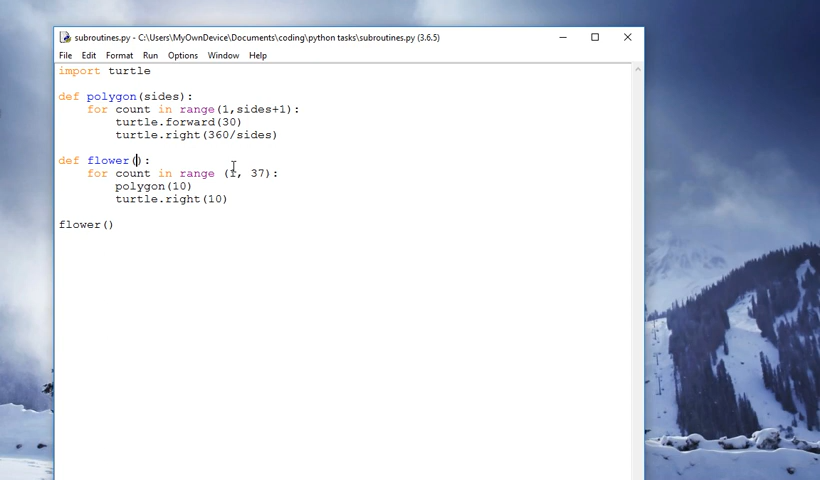 subroutines.py - C:\Users\MyOwnDevice\Documents\coding\python tasks\subroutines.py (3.6.5)
File Edit Format Run Options Window Help
import turtle
def polygon(sides):
    for count in range(1,sides+1):
        turtle.forward(30)
        turtle.right(360/sides)
def flower():
    for count in range (1, 37):
        polygon(10)
        turtle.right(10)
flower()